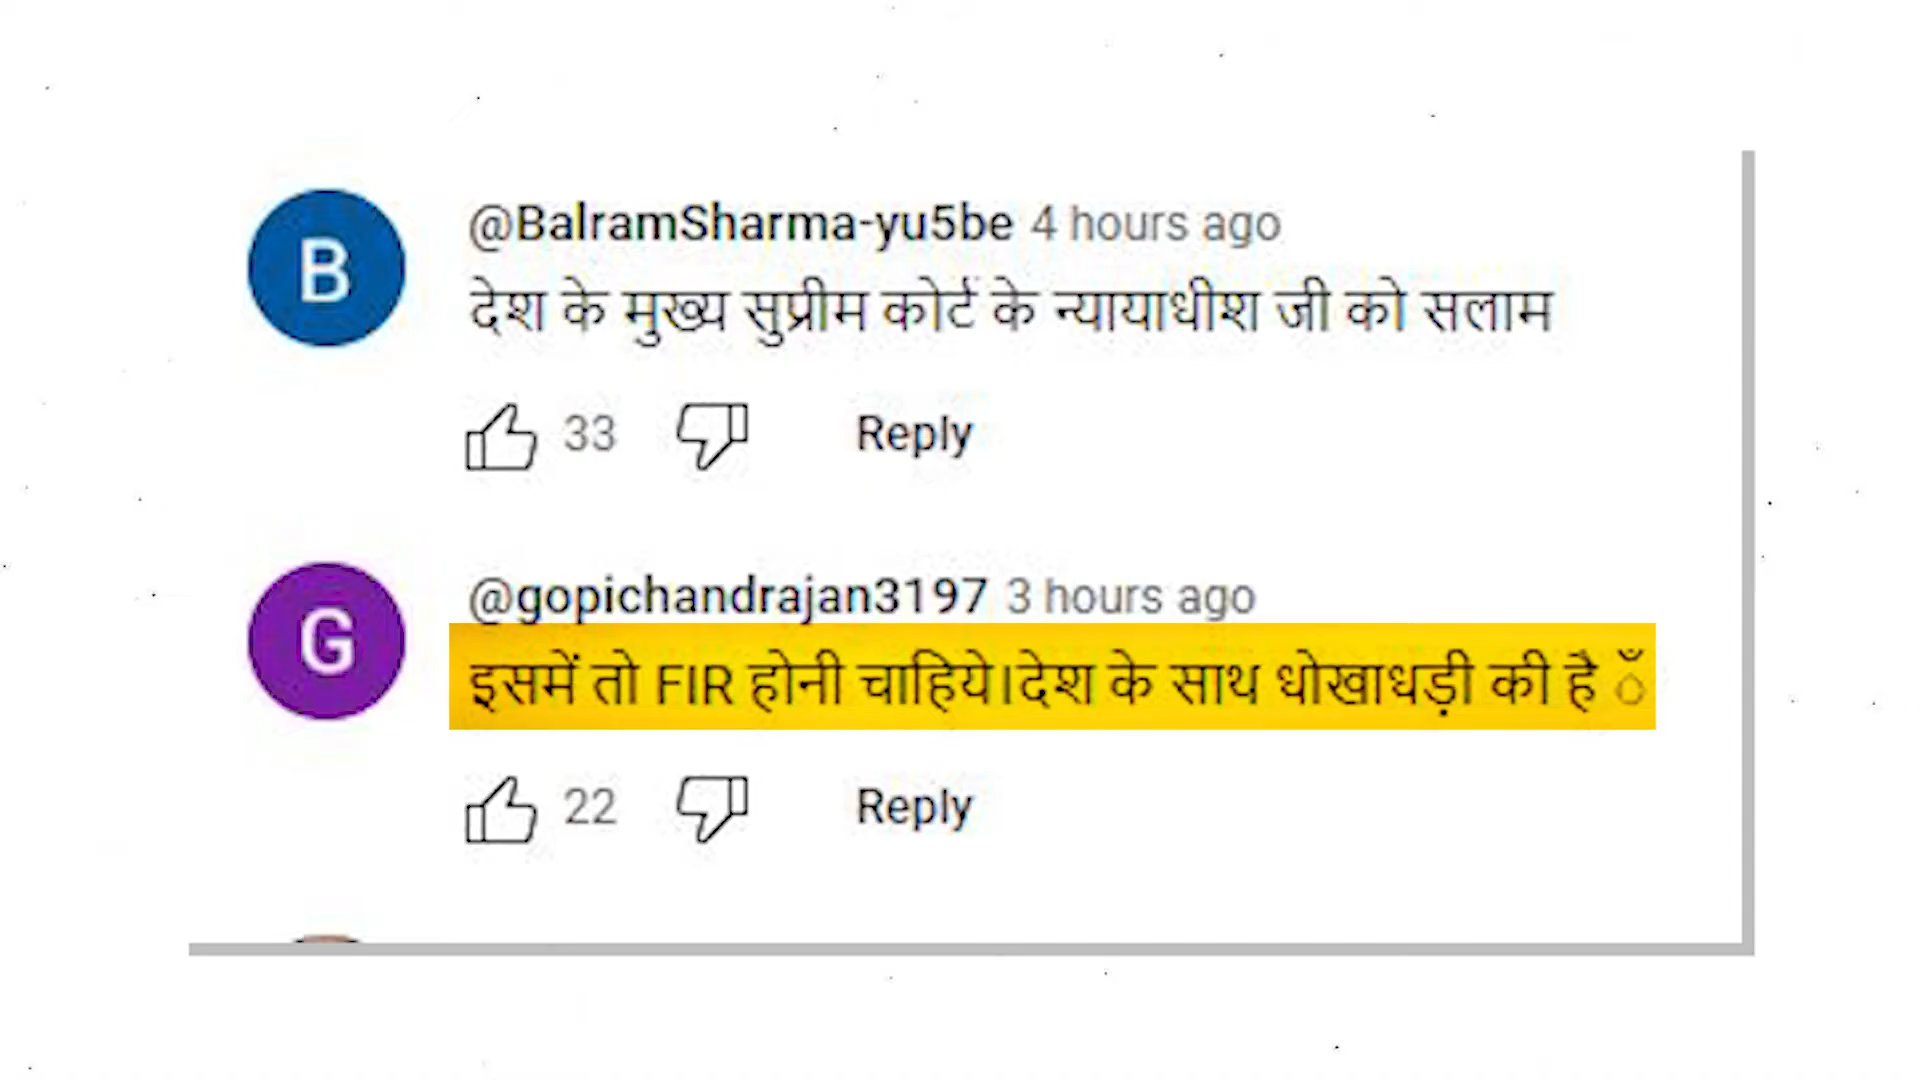 B
@BalramSharma-yu5be 4 hours ago
देश के मुख्य सुप्रीम कोर्ट के न्यायाधीश जी को सलाम
33 Reply
G
@gopichandrajan3197 3 hours ago
इसमें तो FIR होनी चाहिये।देश के साथ धोखाधड़ी की है ँ
22 Reply